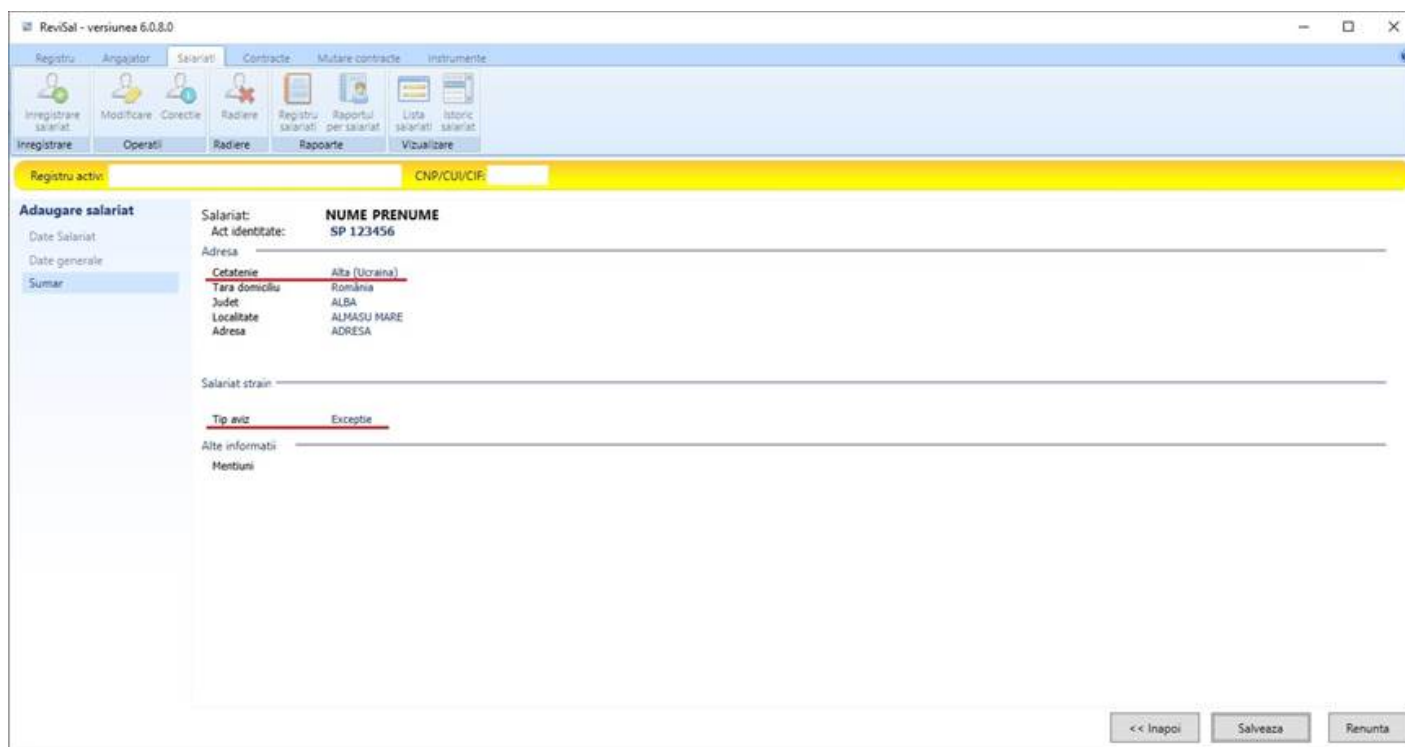 ReviSal - versiunea 6.0.8.0
Registru Angajator Salariati Contracte Mutare contracte Instrumente
Inregistrare salariat
Modificare Corectie
Radiere
Registru salariati
Raportul per salariat
Lista salariati
Istoric salariat
Inregistrare Operatii Radiere Rapoarte Vizualizare
Registru activ: CNP/CUI/CIF:
Adaugare salariat
Date Salariat
Date generale
Sumar
Salariat: NUME PRENUME
Act identitate: SP 123456
Adresa
Cetatenie Alta (Ucraina)
Tara domiciliu România
Judet ALBA
Localitate ALMASU MARE
Adresa ADRESA
Salariat strain
Tip aviz Exceptie
Alte informatii
Mentiuni
<< Inapoi Salveaza Renunta